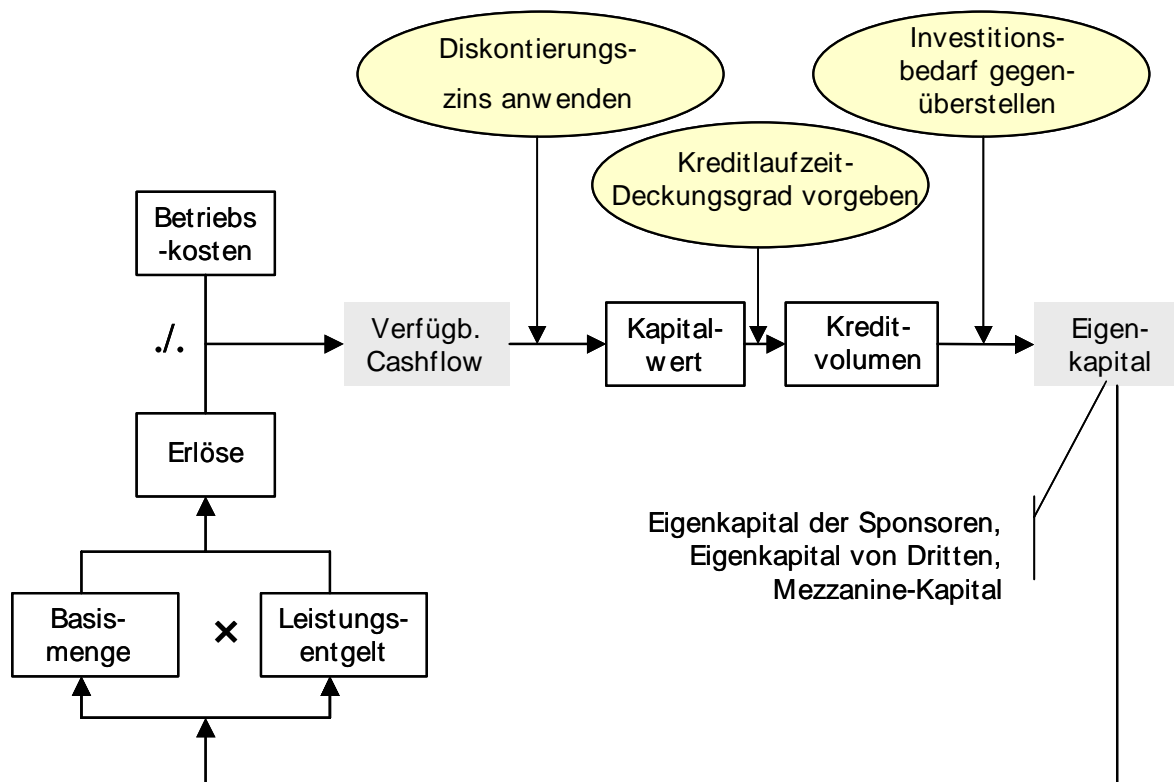 Diskontierungs-
zins anwenden
Investitions-
bedarf gegen-
überstellen
Kreditlaufzeit-
Deckungsgrad vorgeben
Betriebs
-kosten
./.
Verfügb.
Cashflow
Kapital-
wert
Kredit-
volumen
Eigen-
kapital
Erlöse
Eigenkapital der Sponsoren,
Eigenkapital von Dritten,
Mezzanine-Kapital
Basis-
menge
×
Leistungs-
entgelt